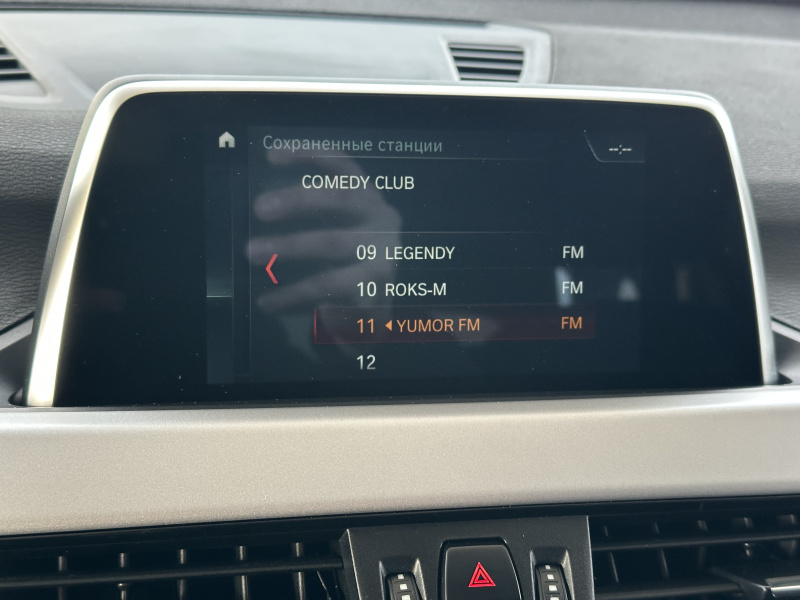 Сохраненные станции --:--
COMEDY CLUB
09 LEGENDY FM
10 ROKS-M FM
11 YUMOR FM FM
12